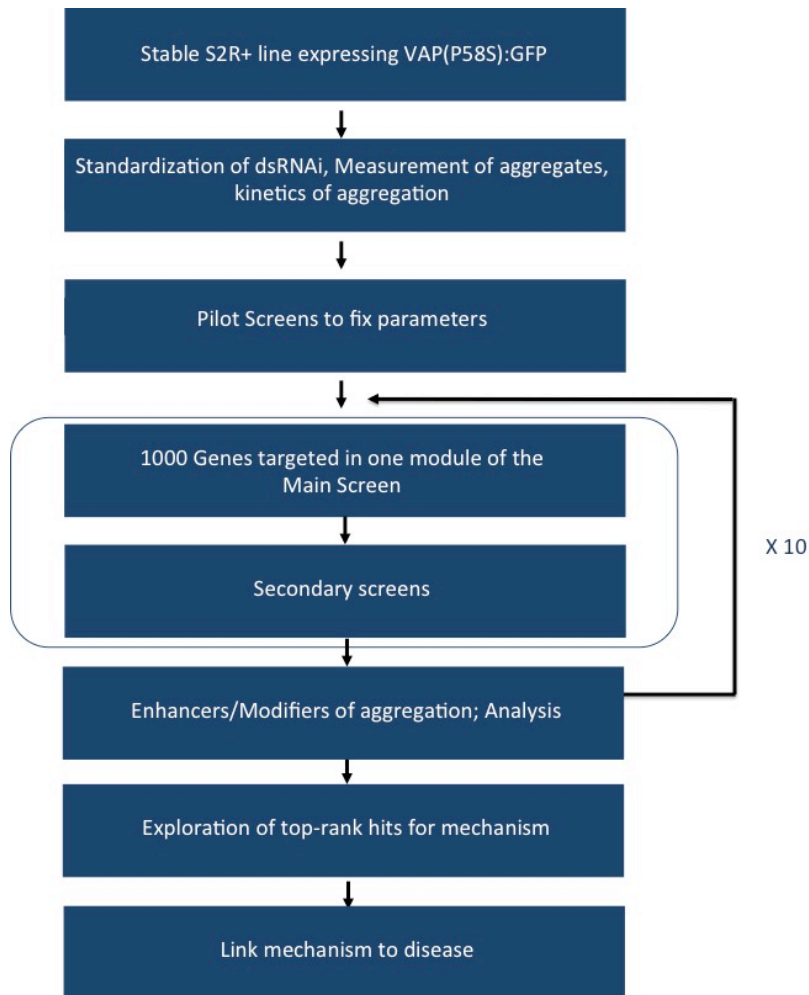 Stable S2R+ line expressing VAP(P58S):GFP
Standardization of dsRNAi, Measurement of aggregates,
kinetics of aggregation
Pilot Screens to fix parameters
1000 Genes targeted in one module of the
Main Screen
Secondary screens
X 10
Enhancers/Modifiers of aggregation; Analysis
Exploration of top-rank hits for mechanism
Link mechanism to disease